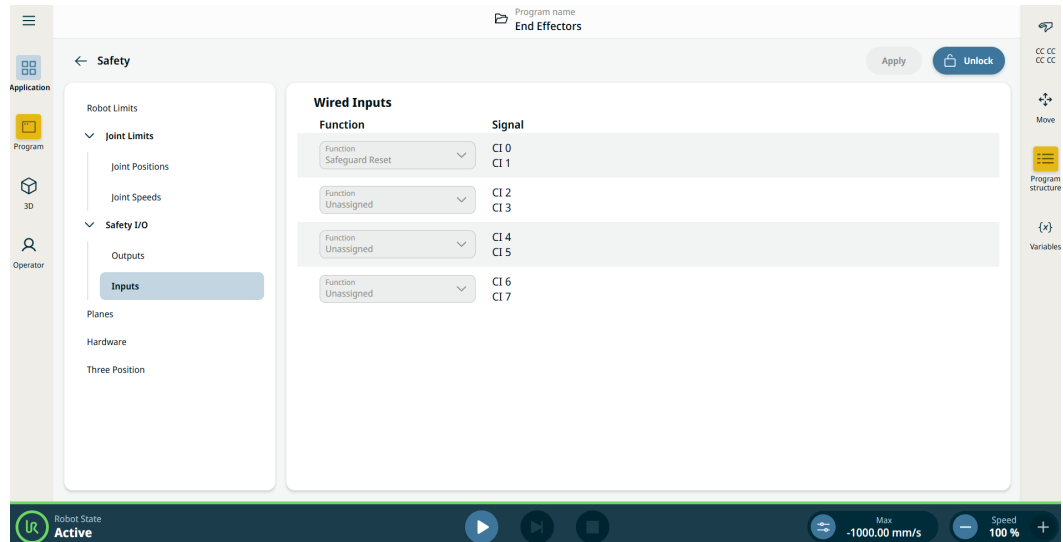 Program name
End Effectors
Safety
Apply
Unlock
CC CC
CC CC
Application
Program
3D
Operator
Robot Limits
Joint Limits
Joint Positions
Joint Speeds
Safety I/O
Outputs
Inputs
Planes
Hardware
Three Position
Wired Inputs
Function Signal
Function
Safeguard Reset
CI 0
CI 1
Function
Unassigned
CI 2
CI 3
Function
Unassigned
CI 4
CI 5
Function
Unassigned
CI 6
CI 7
Move
Program
structure
{x}
Variables
UR
Robot State
Active
Max
-1000.00 mm/s
Speed
100 %